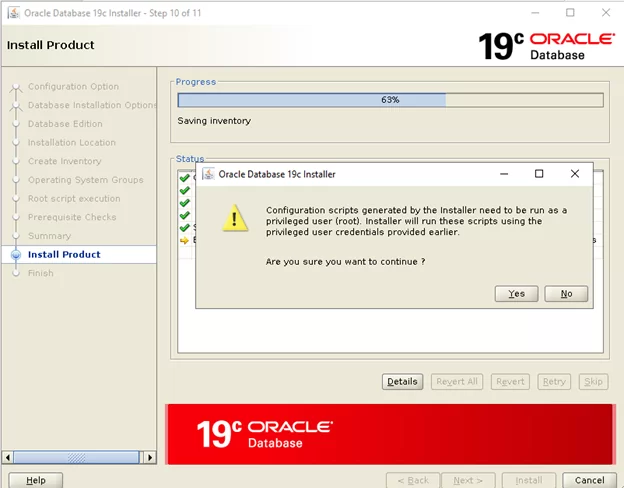 Oracle Database 19c Installer - Step 10 of 11
Install Product
19c ORACLE
Database
Configuration Option
Database Installation Options
Database Edition
Installation Location
Create Inventory
Operating System Groups
Root script execution
Prerequisite Checks
Summary
Install Product
Finish
Progress
63%
Saving inventory
Status
Oracle Database 19c Installer
Configuration scripts generated by the Installer need to be run as a
privileged user (root). Installer will run these scripts using the
privileged user credentials provided earlier.
Are you sure you want to continue ?
Yes No
Details Revert All Revert Retry Skip
19c ORACLE
Database
Help < Back Next > Install Cancel